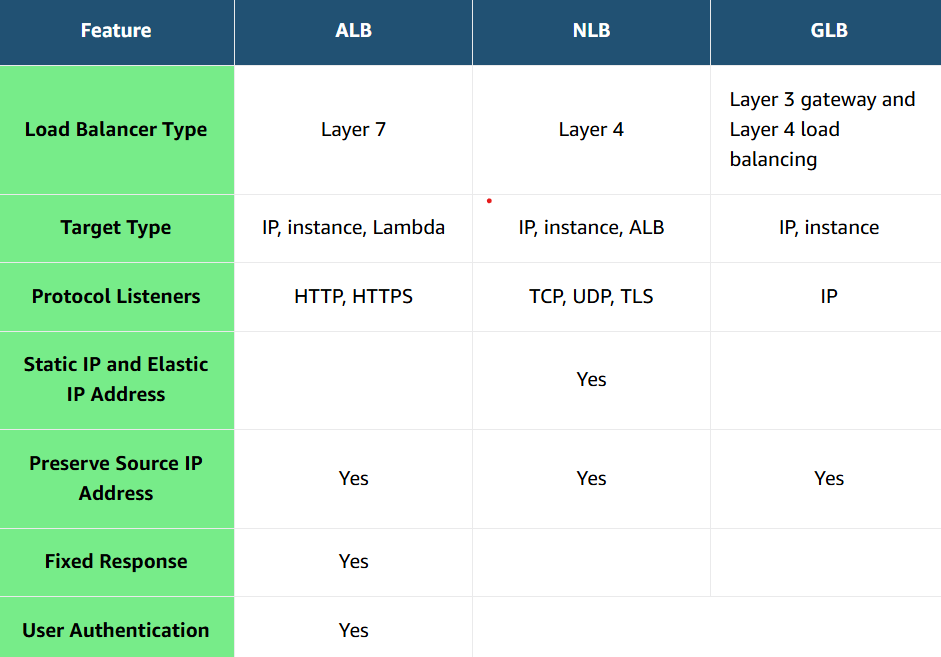 Feature ALB NLB GLB
Load Balancer Type Layer 7 Layer 4 Layer 3 gateway and
Layer 4 load
balancing
Target Type IP, instance, Lambda IP, instance, ALB IP, instance
Protocol Listeners HTTP, HTTPS TCP, UDP, TLS IP
Static IP and Elastic
IP Address Yes
Preserve Source IP
Address Yes Yes Yes
Fixed Response Yes
User Authentication Yes